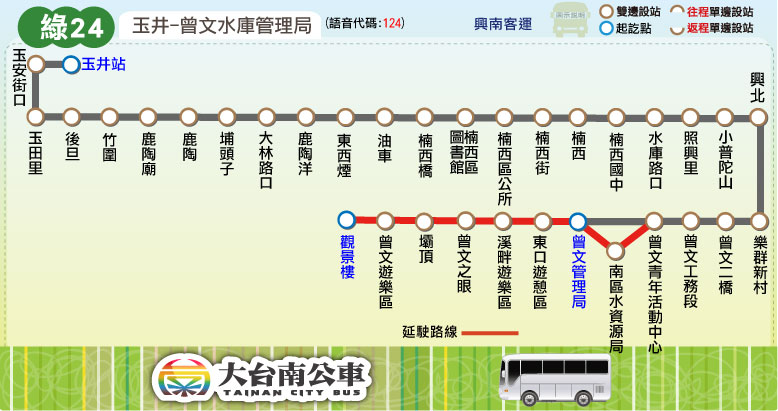 綠24
玉井-曾文水庫管理局
(語音代碼:124)
興南客運
雙邊設站
起訖點
往程單邊設站
返程單邊設站
玉井站
玉安街口
玉田里
後旦
竹圍
鹿陶廟
鹿陶
埔頭子
大林路口
鹿陶洋
東西煙
油車
楠西橋
楠西區圖書館
楠西區公所
楠西街
楠西
楠西國中
水庫路口
照興里
小普陀山
興北
樂群新村
曾文二橋
曾文工務段
曾文青年活動中心
南區水資源局
曾文管理局
東口遊憩區
溪畔遊樂區
曾文之眼
壩頂
曾文遊樂區
觀景樓
延駛路線
大台南公車
TAINAN CITY BUS